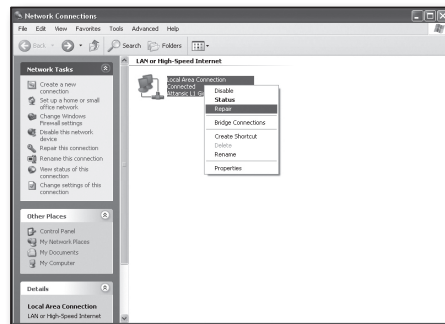 Network Connections
File Edit View Favorites Tools Advanced Help
Back Search Folders
Network Tasks
Create a new connection
Set up a home or small office network
Change Windows Firewall settings
Disable this network device
Repair this connection
Rename this connection
View status of this connection
Change settings of this connection
Other Places
Control Panel
My Network Places
My Documents
My Computer
Details
Local Area Connection
LAN or High-Speed Internet
LAN or High-Speed Internet
Local Area Connection
Connected
Attansic L1
Disable
Status
Repair
Bridge Connections
Create Shortcut
Delete
Rename
Properties